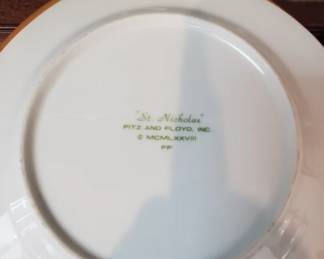 "St. Nicholas"
FITZ AND FLOYD, INC.
© MCMLXXVIII
FF